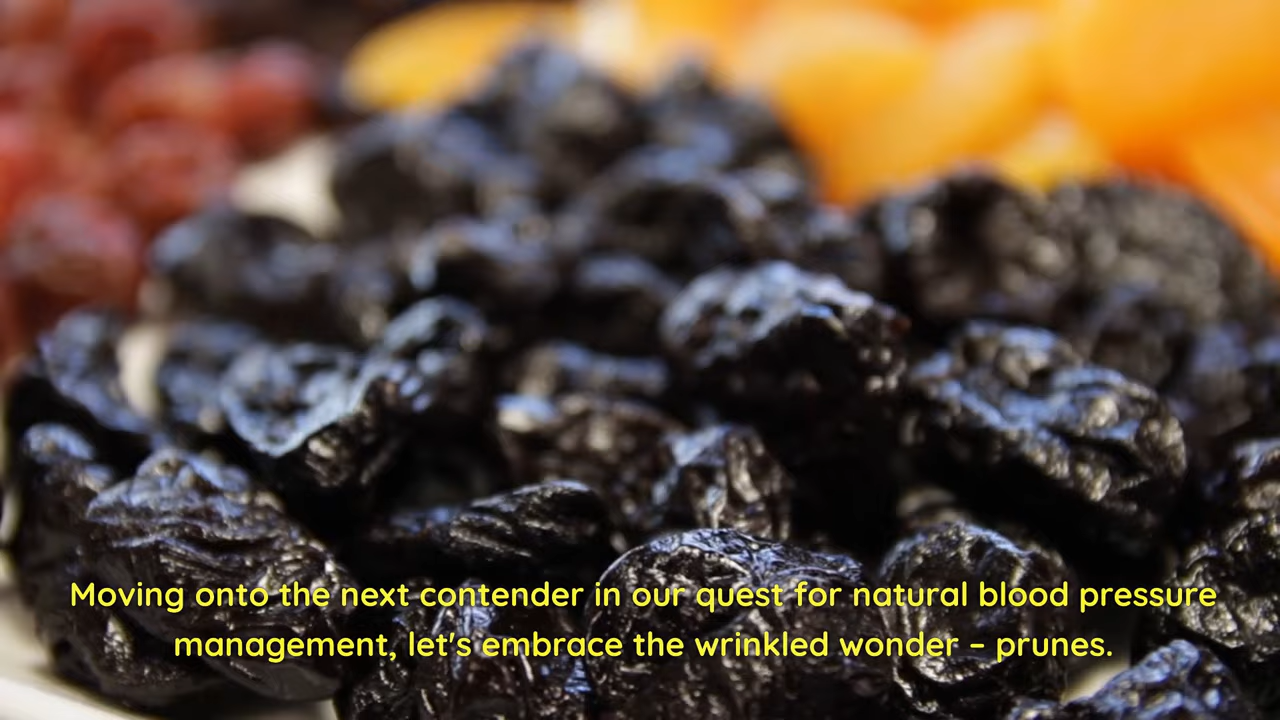 Moving onto the next contender in our quest for natural blood pressure
management, let's embrace the wrinkled wonder – prunes.